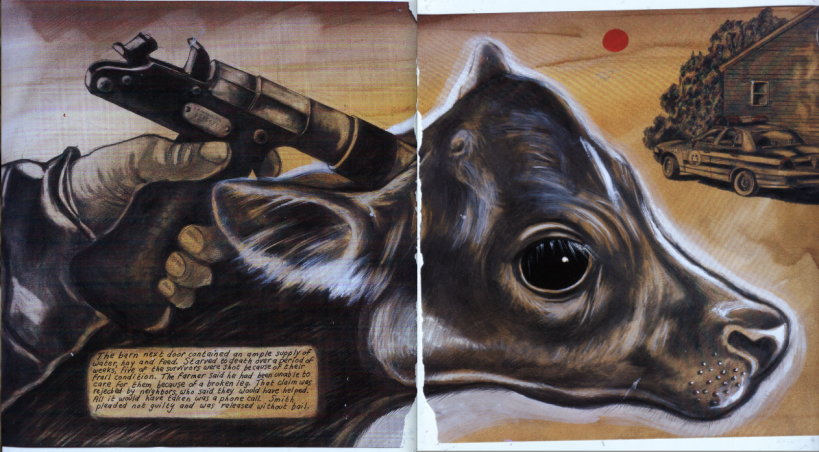 The barn next door contained an ample supply of
water, hay and feed. Starved to death over a period of
weeks, five of the survivors were shot because of their
frail condition. The farmer said he had been unable to
care for them because of a broken leg. That claim was
rejected by neighbors who said they would have helped.
All it would have taken was a phone call. Smith
pleaded not guilty and was released without bail.